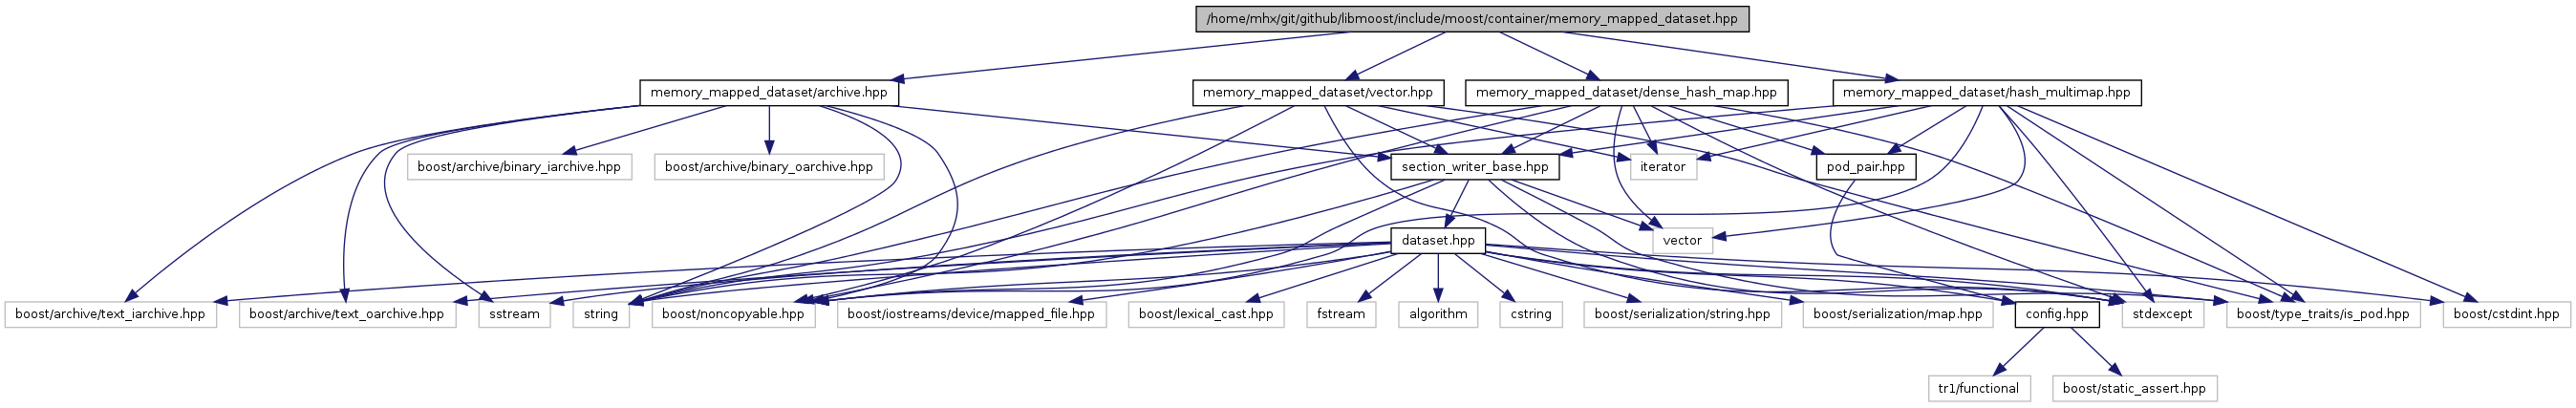 /home/mhx/git/github/libmoost/include/moost/container/memory_mapped_dataset.hpp
memory_mapped_dataset/archive.hpp
memory_mapped_dataset/vector.hpp
memory_mapped_dataset/dense_hash_map.hpp
memory_mapped_dataset/hash_multimap.hpp
boost/archive/binary_iarchive.hpp
boost/archive/binary_oarchive.hpp
section_writer_base.hpp
iterator
pod_pair.hpp
dataset.hpp
vector
boost/archive/text_iarchive.hpp
boost/archive/text_oarchive.hpp
sstream
string
boost/noncopyable.hpp
boost/iostreams/device/mapped_file.hpp
boost/lexical_cast.hpp
fstream
algorithm
cstring
boost/serialization/string.hpp
boost/serialization/map.hpp
config.hpp
stdexcept
boost/type_traits/is_pod.hpp
boost/cstdint.hpp
tr1/functional
boost/static_assert.hpp